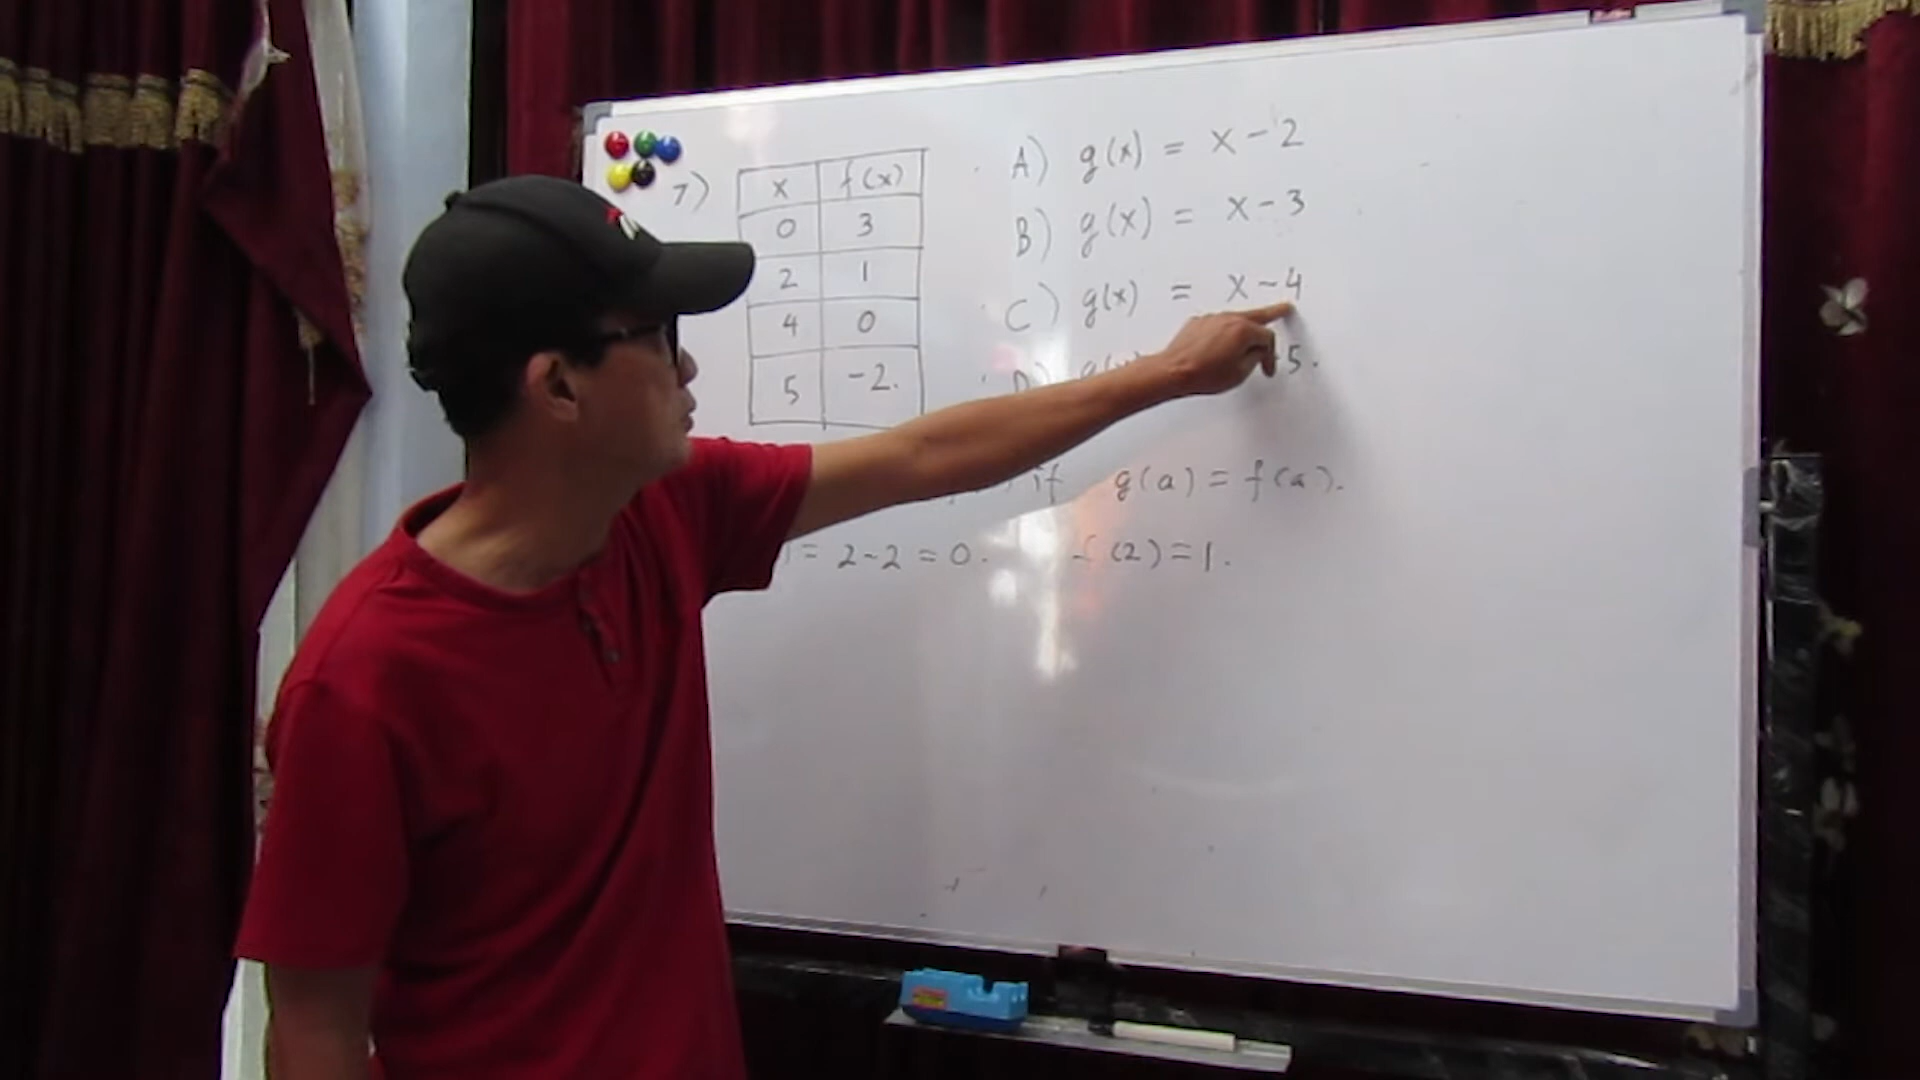 7)
x f(x)
0 3
2 1
4 0
5 -2.
A) g(x) = x-2
B) g(x) = x-3
C) g(x) = x-4
D) 5.
if g(a) = f(a).
= 2-2 = 0. f(2)=1.